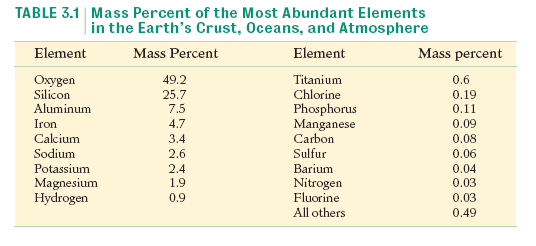 TABLE 3.1 Mass Percent of the Most Abundant Elements
in the Earth's Crust, Oceans, and Atmosphere
Element Mass Percent Element Mass percent
Oxygen 49.2 Titanium 0.6
Silicon 25.7 Chlorine 0.19
Aluminum 7.5 Phosphorus 0.11
Iron 4.7 Manganese 0.09
Calcium 3.4 Carbon 0.08
Sodium 2.6 Sulfur 0.06
Potassium 2.4 Barium 0.04
Magnesium 1.9 Nitrogen 0.03
Hydrogen 0.9 Fluorine 0.03
All others 0.49